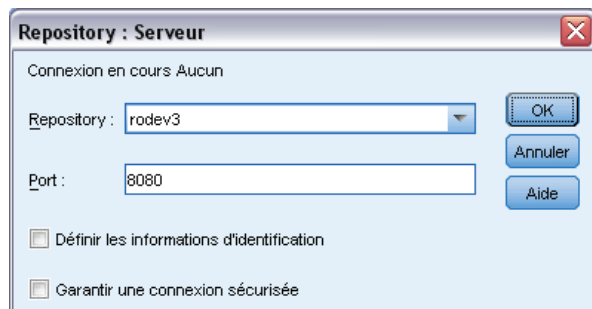 Repository : Serveur
Connexion en cours Aucun
Repository : rodev3
OK
Annuler
Port : 8080
Aide
Définir les informations d'identification
Garantir une connexion sécurisée